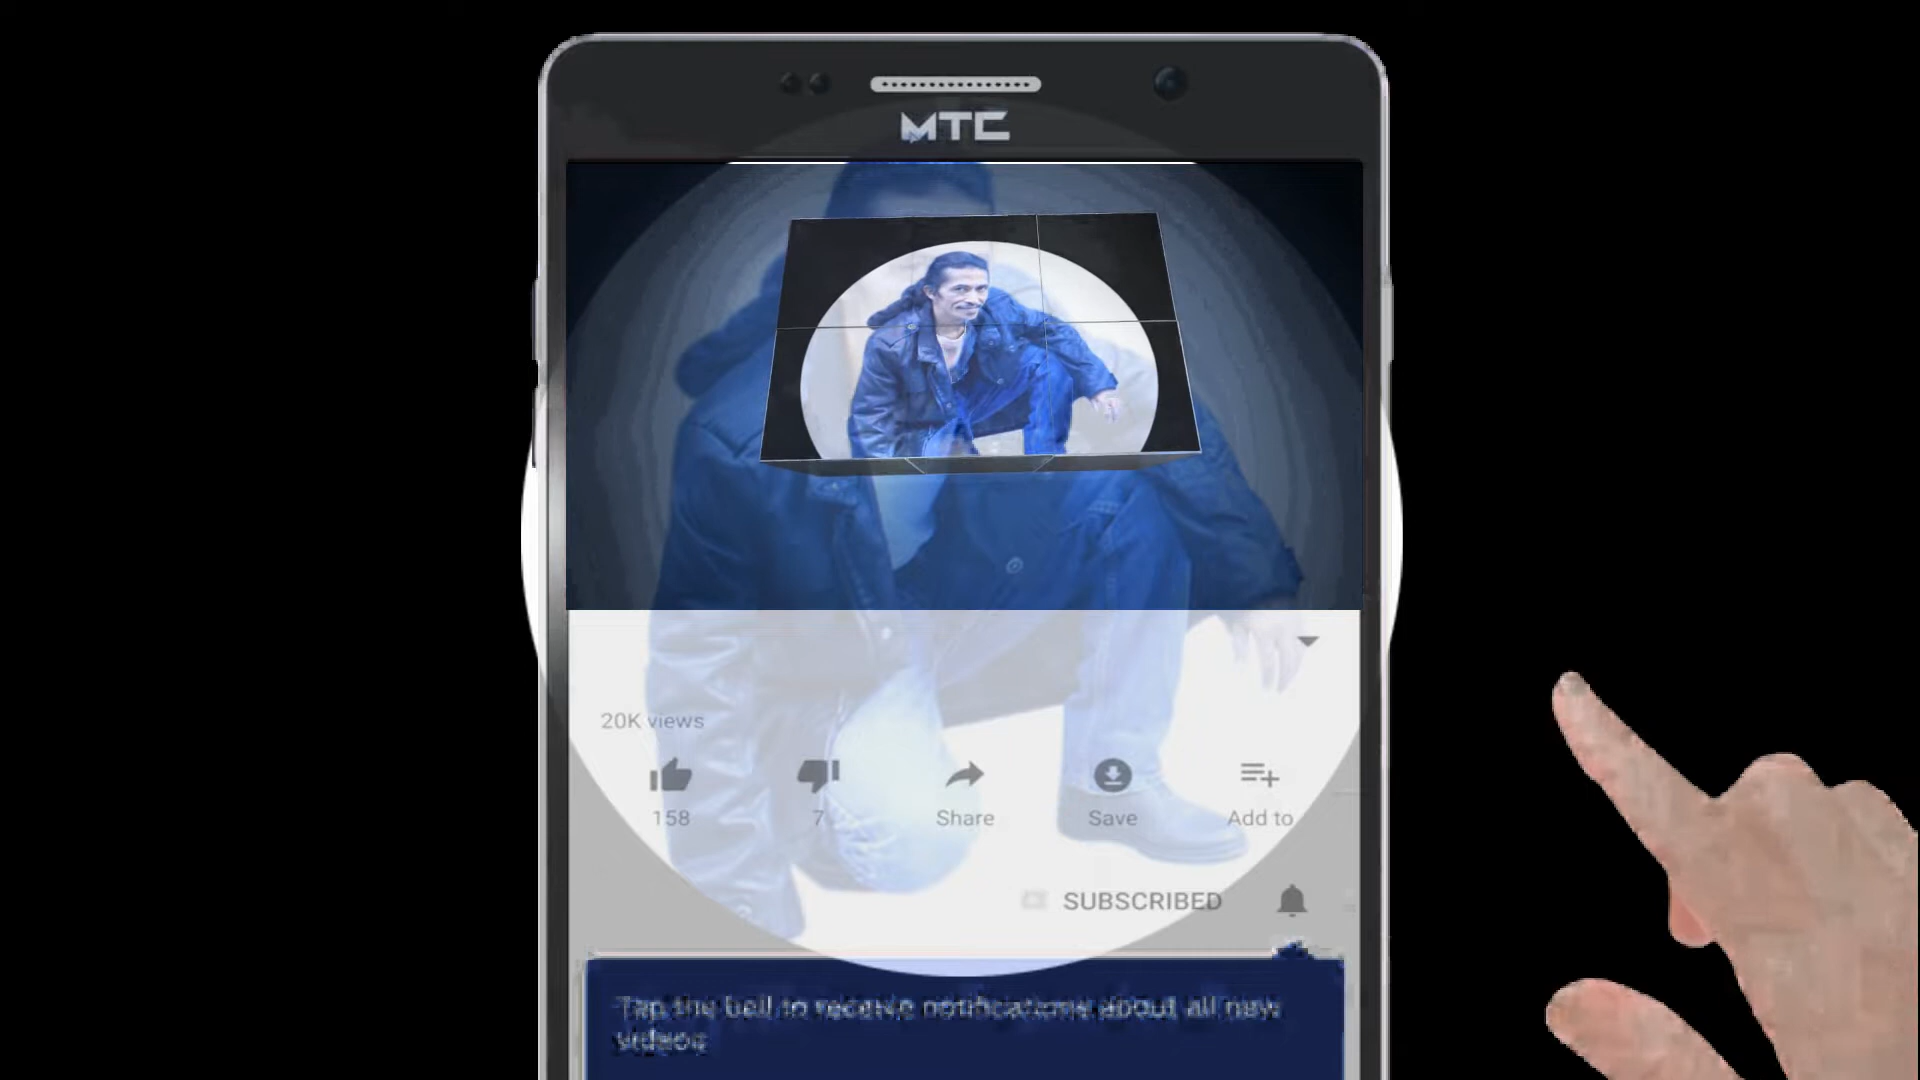 MTC
20K views
158
7
Share
Save
Add to
SUBSCRIBED
Tap the bell to receive notifications about all new
videos